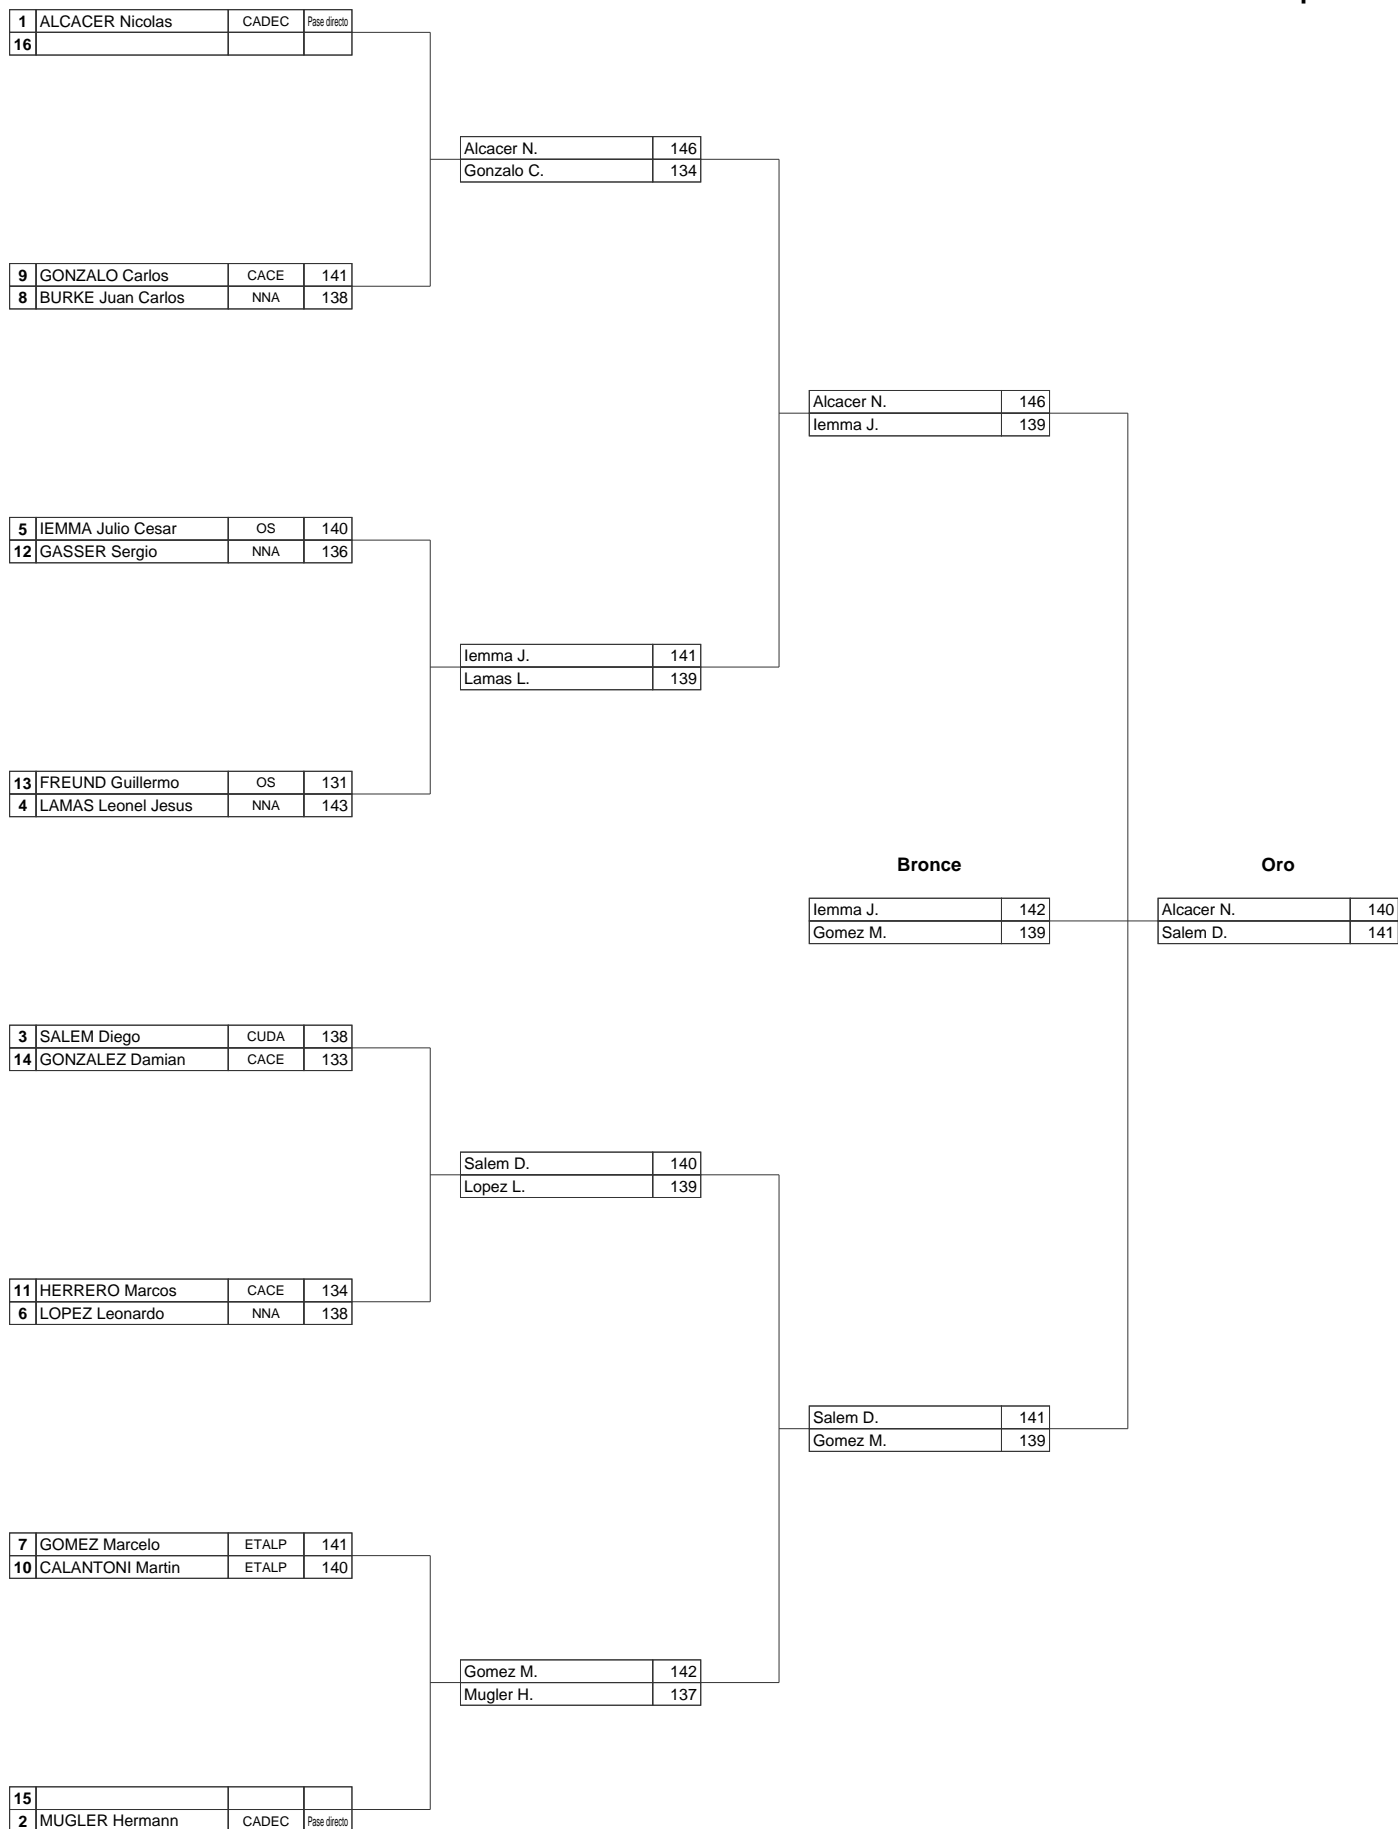 1 ALCACER Nicolas CADEC Pase directo
16
Alcacer N. 146
Gonzalo C. 134
9 GONZALO Carlos CACE 141
8 BURKE Juan Carlos NNA 138
Alcacer N. 146
Iemma J. 139
5 IEMMA Julio Cesar OS 140
12 GASSER Sergio NNA 136
Iemma J. 141
Lamas L. 139
13 FREUND Guillermo OS 131
4 LAMAS Leonel Jesus NNA 143
Bronce Oro
Iemma J. 142 Alcacer N. 140
Gomez M. 139 Salem D. 141
3 SALEM Diego CUDA 138
14 GONZALEZ Damian CACE 133
Salem D. 140
Lopez L. 139
11 HERRERO Marcos CACE 134
6 LOPEZ Leonardo NNA 138
Salem D. 141
Gomez M. 139
7 GOMEZ Marcelo ETALP 141
10 CALANTONI Martin ETALP 140
Gomez M. 142
Mugler H. 137
15
2 MUGLER Hermann CADEC Pase directo